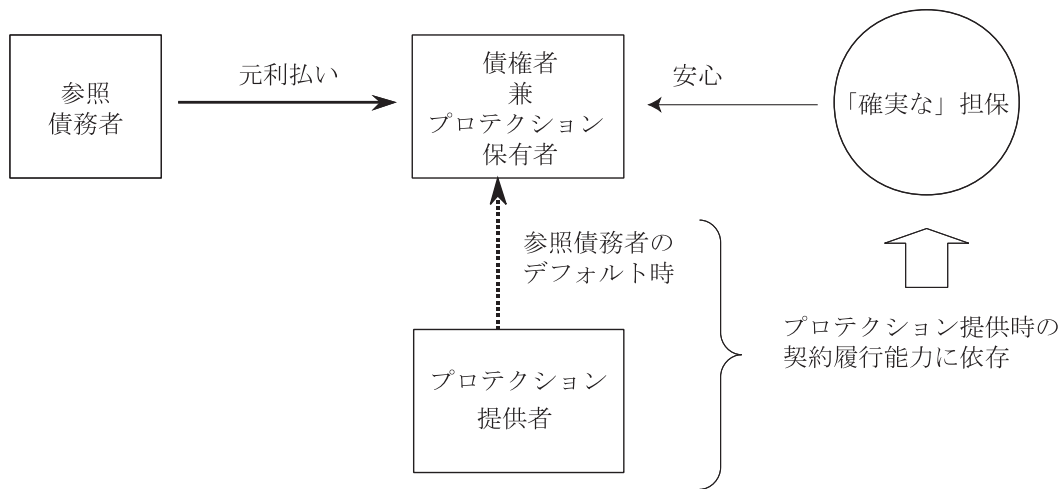 参照
債務者
元利払い
債権者
兼
プロテクション
保有者
安心
「確実な」担保
参照債務者の
デフォルト時
プロテクション
提供者
プロテクション提供時の
契約履行能力に依存